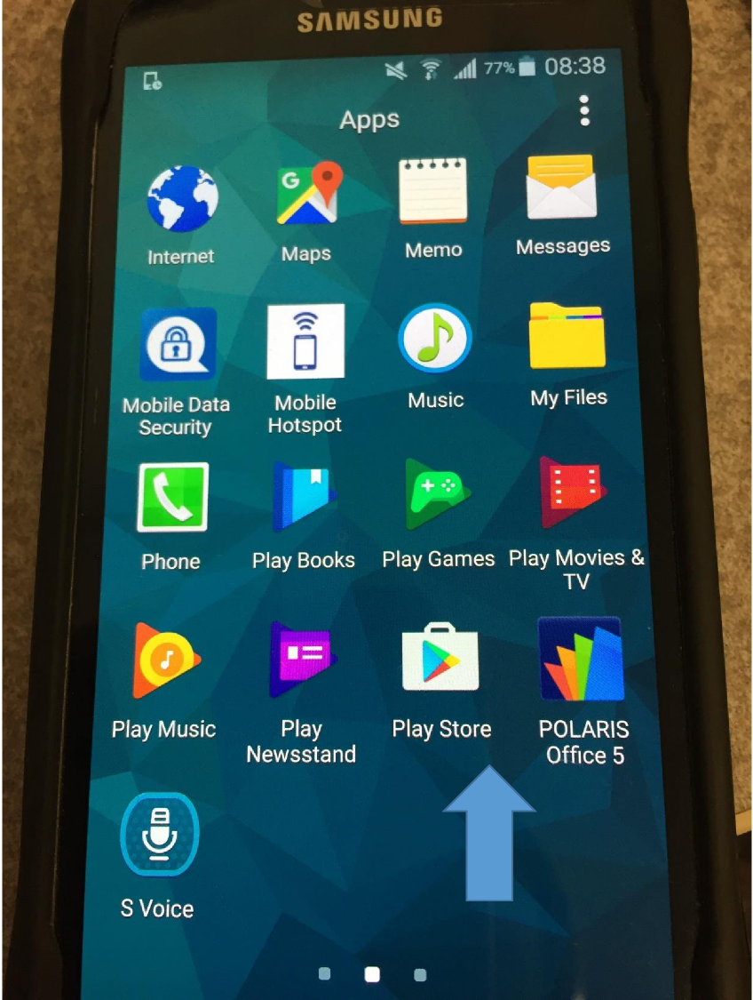 SAMSUNG
77% 08:38
Apps
G
Internet Maps Memo Messages
Mobile Data Mobile Music My Files
Security Hotspot
Phone Play Books Play Games Play Movies &
TV
Play Music Play Play Store POLARIS
Newsstand Office 5
S Voice